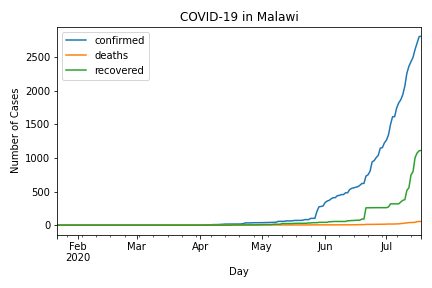 COVID-19 in Malawi
confirmed
deaths
recovered
Number of Cases
2500
2000
1500
1000
500
0
Feb Mar Apr May Jun Jul
2020
Day